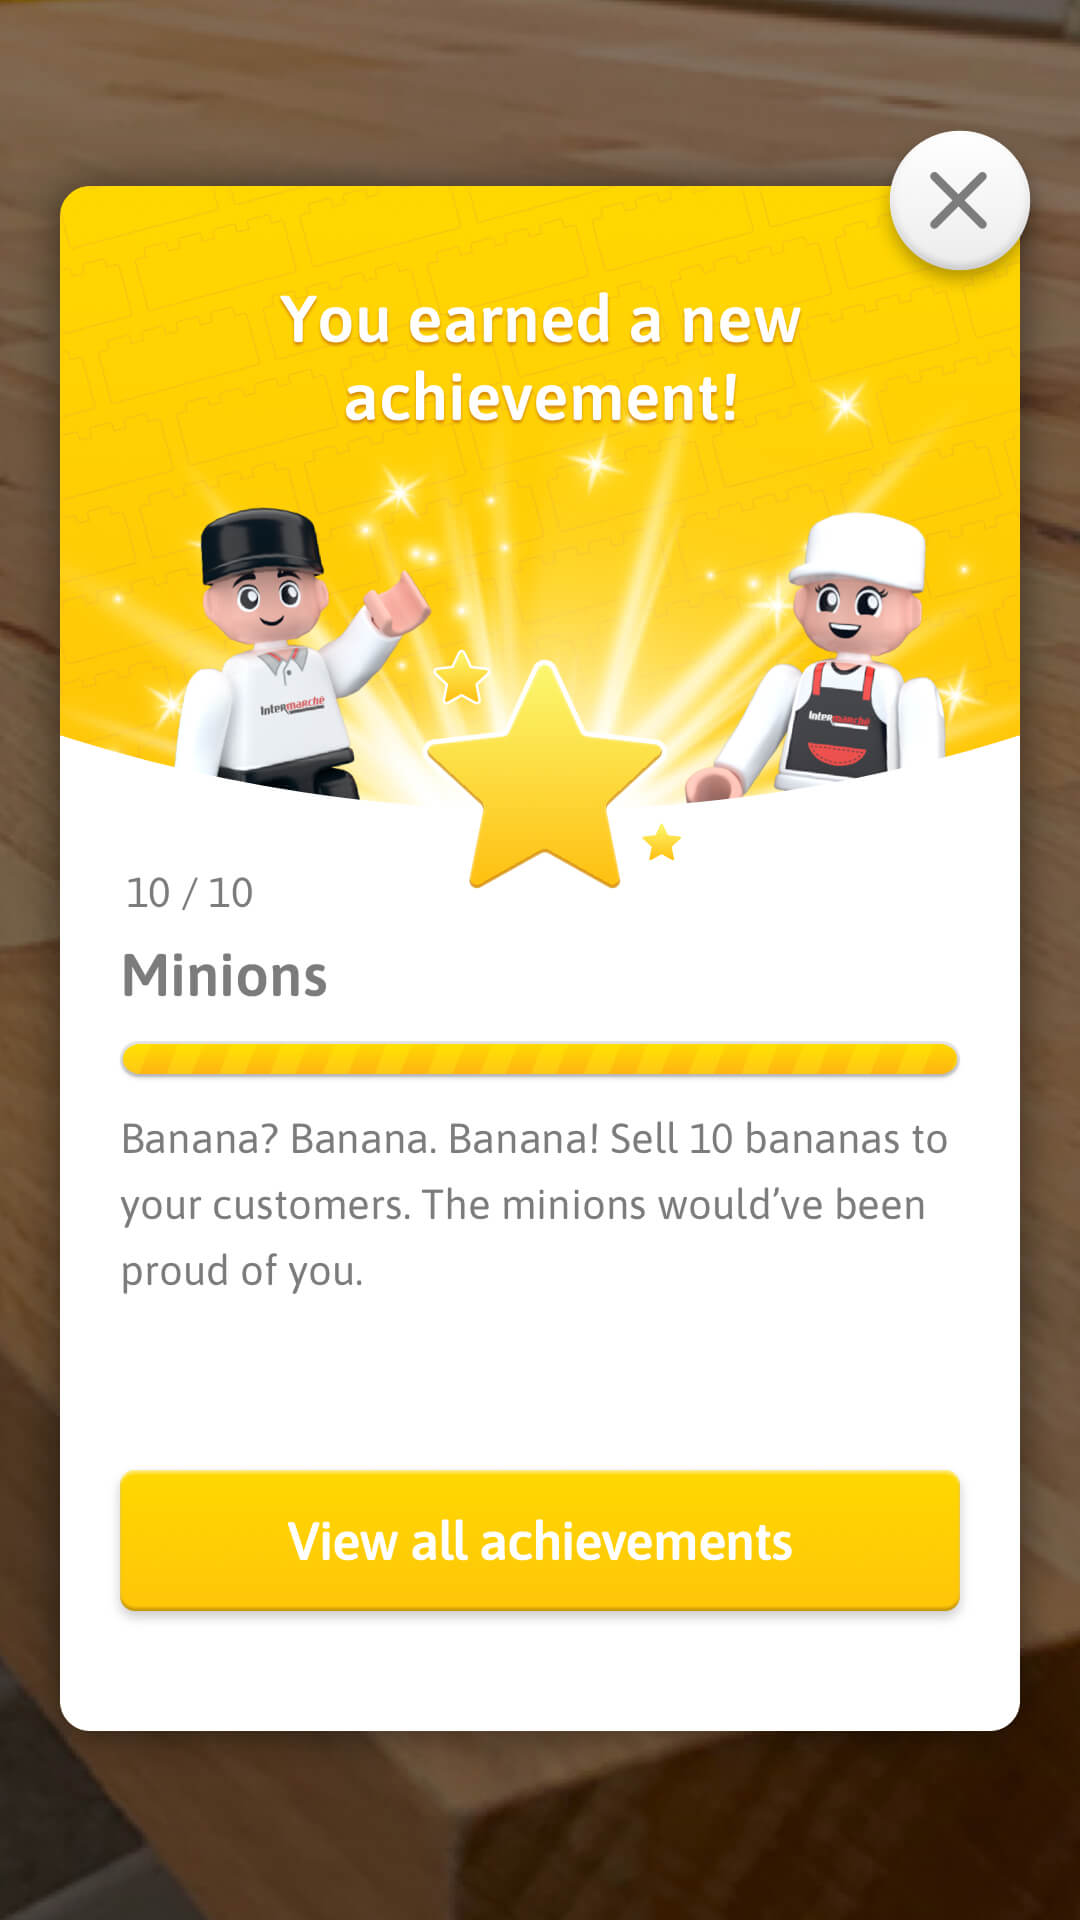 You earned a new
achievement!
Intermarché
Intermarché
10 / 10
Minions
Banana? Banana. Banana! Sell 10 bananas to
your customers. The minions would’ve been
proud of you.
View all achievements